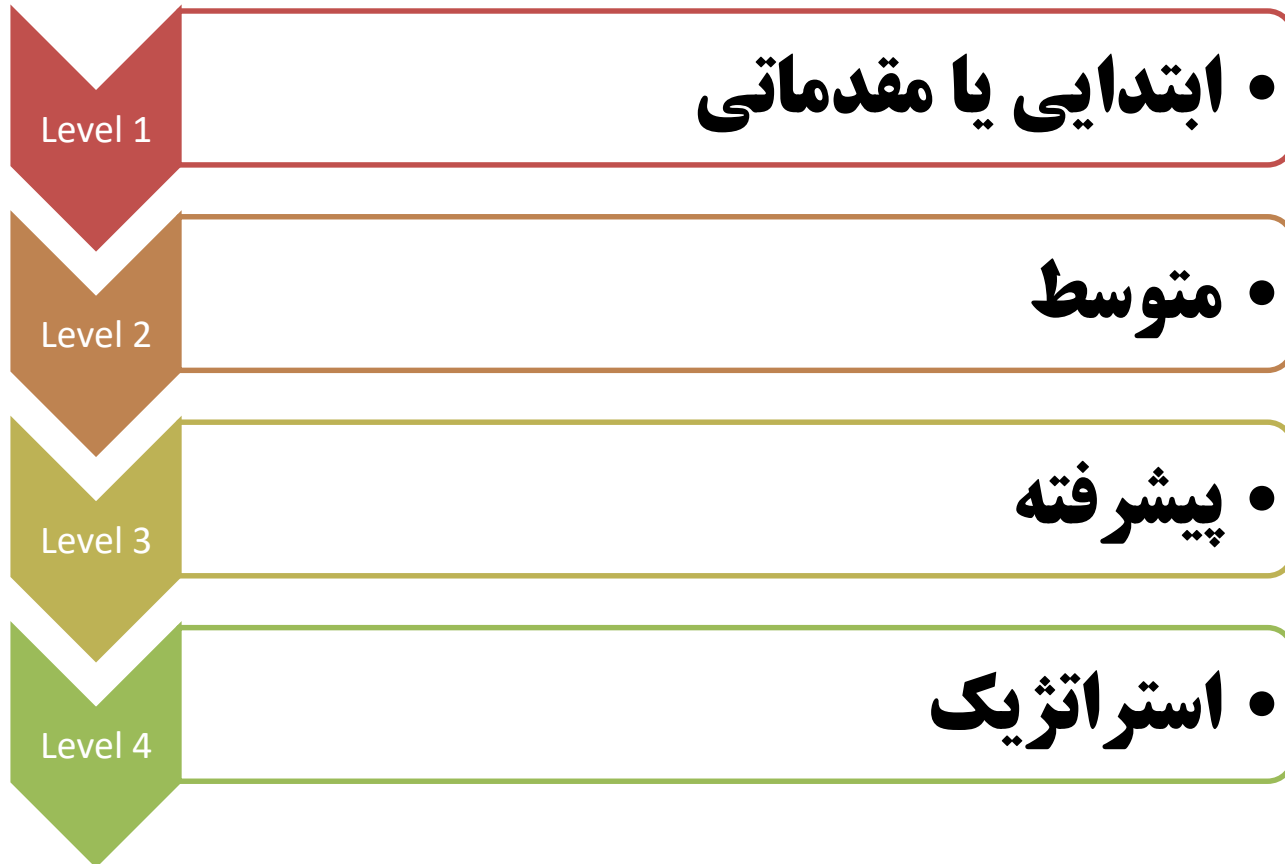 Level 1
• ابتدایی یا مقدماتی
Level 2
• متوسط
Level 3
• پیشرفته
Level 4
• استراتژیک